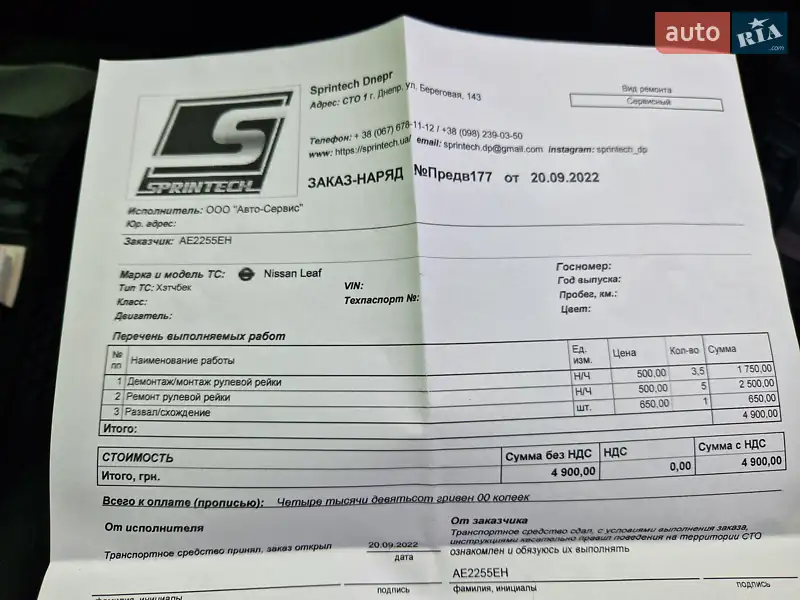 auto RIA .com
Sprintech Dnepr
Адрес: СТО 1 г. Днепр, ул. Береговая, 143
Вид ремонта
Сервисный
Телефон: + 38 (067) 678-11-12 / +38 (098) 239-03-50
www: https://sprintech.ua/ email: sprintech.dp@gmail.com instagram: sprintech_dp
SPRINTECH
ЗАКАЗ-НАРЯД №Предв177 от 20.09.2022
Исполнитель: ООО "Авто-Сервис"
Юр. адрес:
Заказчик: AE2255EH
Марка и модель ТС: Nissan Leaf
Тип ТС: Хэтчбек
Класс:
Двигатель:
VIN:
Техпаспорт №:
Госномер:
Год выпуска:
Пробег, км.:
Цвет:
Перечень выполняемых работ
№ пп Наименование работы Ед. изм. Цена Кол-во Сумма
1 Демонтаж/монтаж рулевой рейки Н/Ч 500,00 3,5 1 750,00
2 Ремонт рулевой рейки Н/Ч 500,00 5 2 500,00
3 Развал/схождение шт. 650,00 1 650,00
Итого: 4 900,00
СТОИМОСТЬ Сумма без НДС НДС Сумма с НДС
Итого, грн. 4 900,00 0,00 4 900,00
Всего к оплате (прописью): Четыре тысячи девятьсот гривен 00 копеек
От исполнителя
Транспортное средство принял, заказ открыл 20.09.2022
дата
От заказчика
Транспортное средство сдал, с условиями выполнения заказа,
инструкциями касательно правил поведения на территории СТО
ознакомлен и обязуюсь их выполнять
AE2255EH
фамилия, инициалы подпись фамилия, инициалы подпись